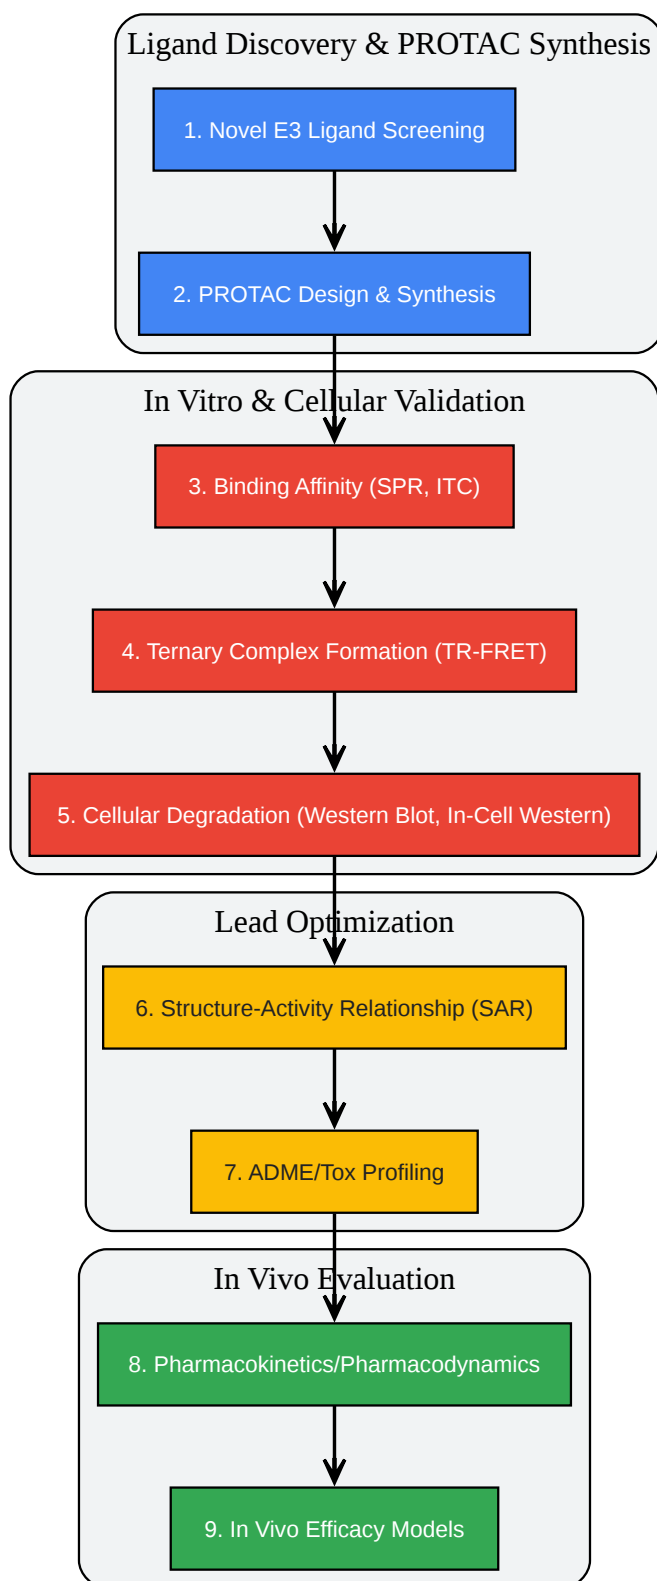 Ligand Discovery & PROTAC Synthesis
1. Novel E3 Ligand Screening
2. PROTAC Design & Synthesis
In Vitro & Cellular Validation
3. Binding Affinity (SPR, ITC)
4. Ternary Complex Formation (TR-FRET)
5. Cellular Degradation (Western Blot, In-Cell Western)
Lead Optimization
6. Structure-Activity Relationship (SAR)
7. ADME/Tox Profiling
In Vivo Evaluation
8. Pharmacokinetics/Pharmacodynamics
9. In Vivo Efficacy Models